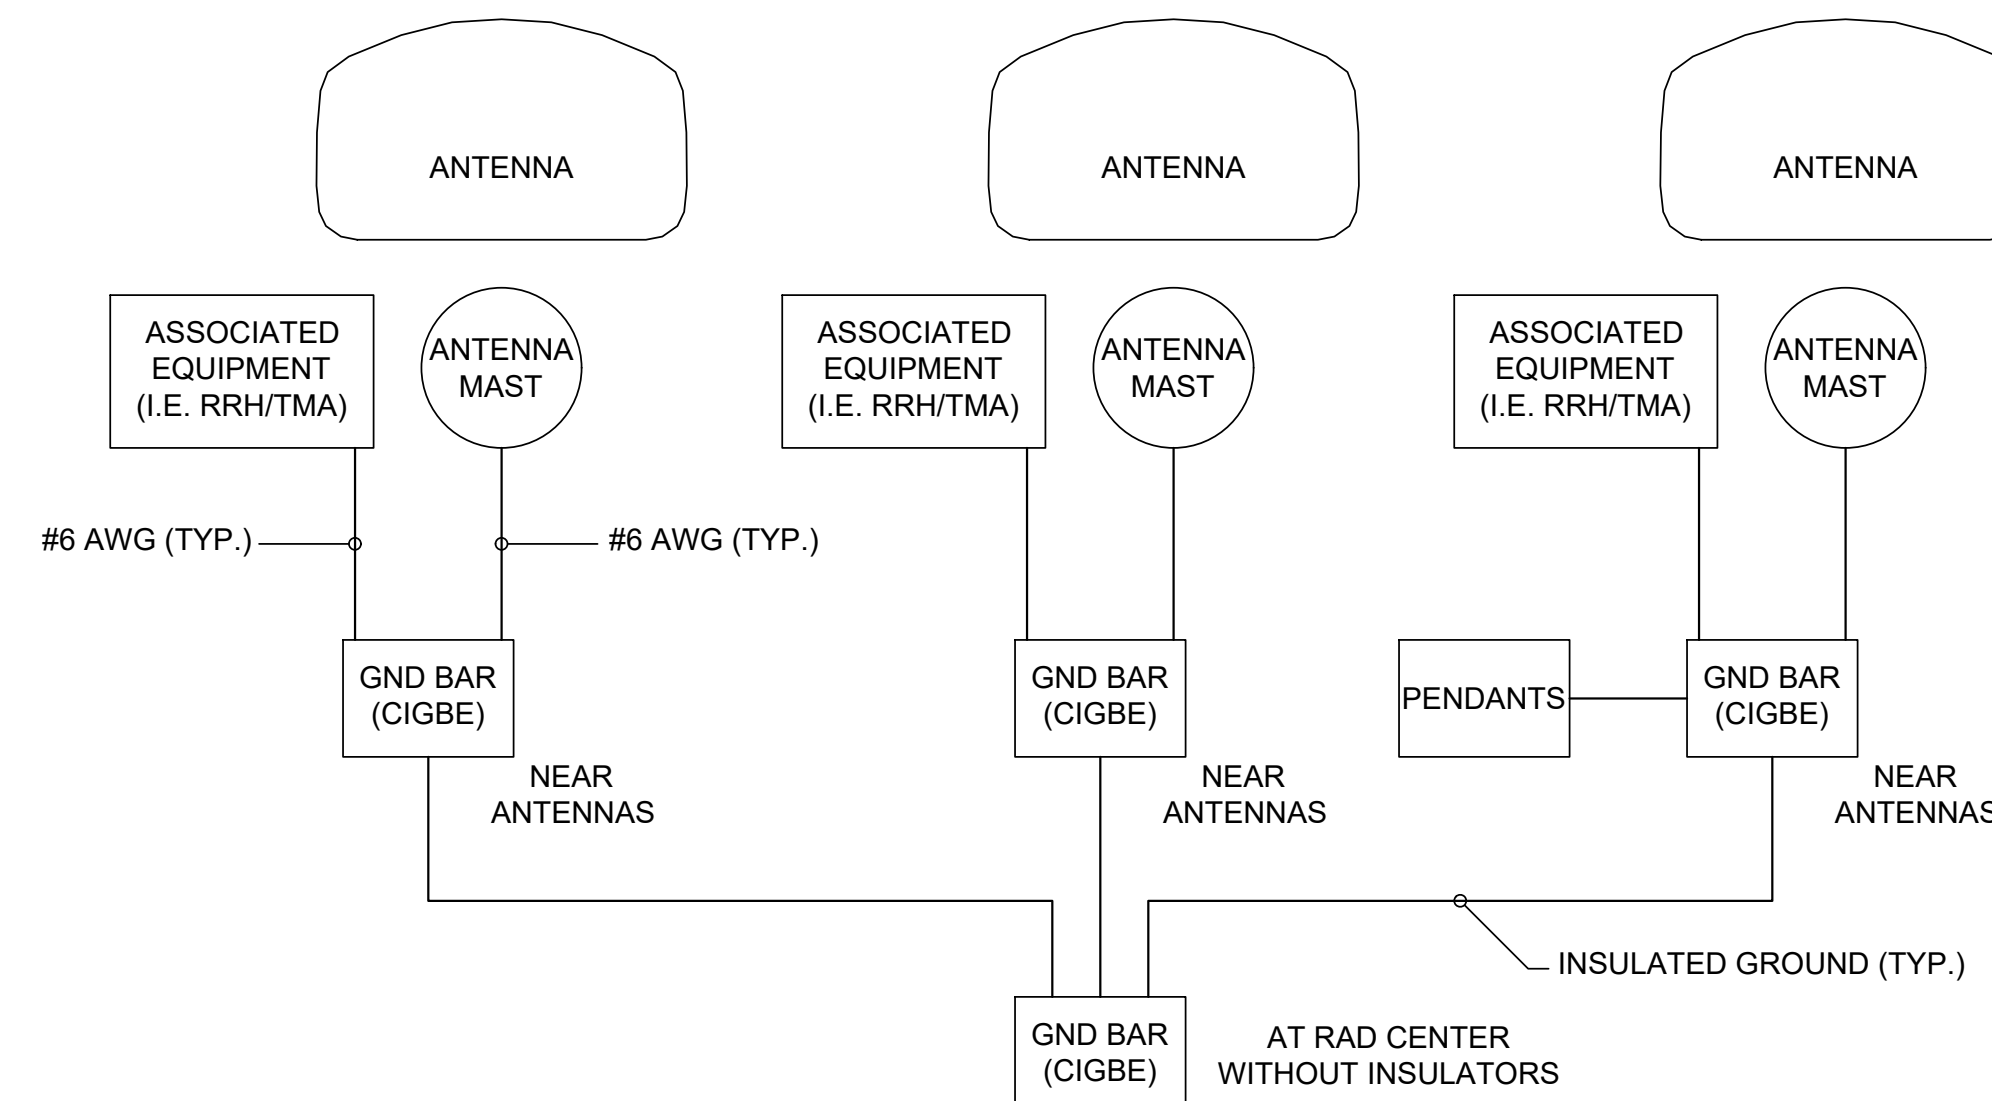 ANTENNA
ANTENNA
ANTENNA
ASSOCIATED
EQUIPMENT
(I.E. RRH/TMA)
ANTENNA
MAST
ASSOCIATED
EQUIPMENT
(I.E. RRH/TMA)
ANTENNA
MAST
ASSOCIATED
EQUIPMENT
(I.E. RRH/TMA)
ANTENNA
MAST
#6 AWG (TYP.)
#6 AWG (TYP.)
GND BAR
(CIGBE)
GND BAR
(CIGBE)
PENDANTS
GND BAR
(CIGBE)
NEAR
ANTENNAS
NEAR
ANTENNAS
NEAR
ANTENNAS
INSULATED GROUND (TYP.)
GND BAR
(CIGBE)
AT RAD CENTER
WITHOUT INSULATORS